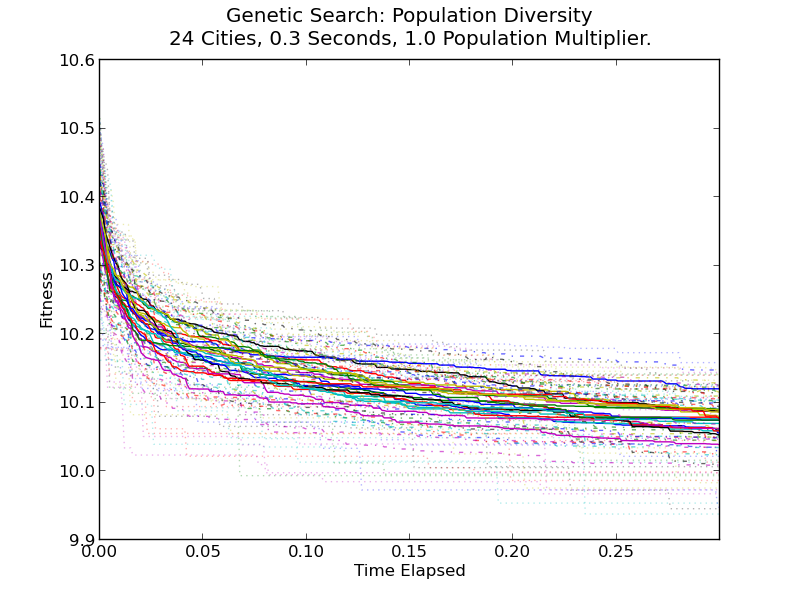 Genetic Search: Population Diversity
24 Cities, 0.3 Seconds, 1.0 Population Multiplier.
10.6
10.5
10.4
10.3
10.2
10.1
10.0
9.9
Fitness
0.00 0.05 0.10 0.15 0.20 0.25
Time Elapsed